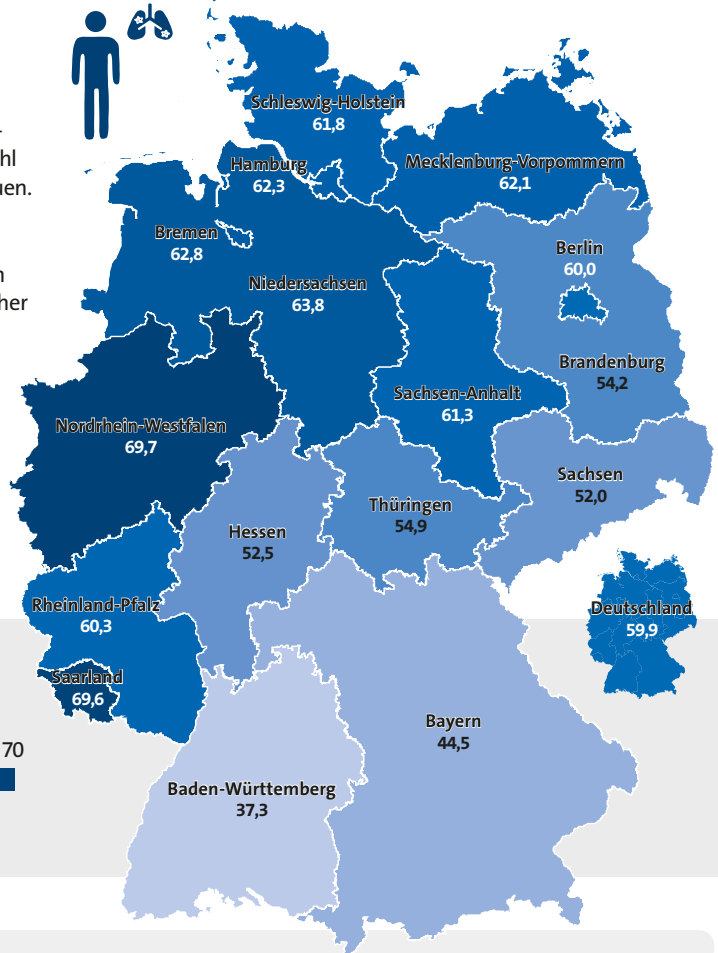 hl
uen.
n
her
Schleswig-Holstein
61,8
Hamburg
62,3
Mecklenburg-Vorpommern
62,1
Bremen
62,8
Niedersachsen
63,8
Berlin
60,0
Brandenburg
54,2
Sachsen-Anhalt
61,3
Nordrhein-Westfalen
69,7
Sachsen
52,0
Thüringen
54,9
Hessen
52,5
Rheinland-Pfalz
60,3
Deutschland
59,9
Saarland
69,6
Bayern
44,5
70
Baden-Württemberg
37,3